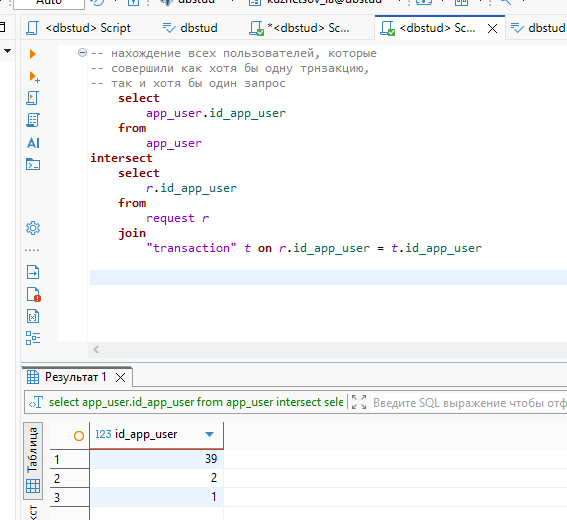 Auto
dbstud
<dbstud> Script
dbstud
*<dbstud> Sc...
<dbstud> Sc...
dbstud
-- нахождение всех пользователей, которые
-- совершили как хотя бы одну трнзакцию,
-- так и хотя бы один запрос
select
app_user.id_app_user
from
app_user
intersect
select
r.id_app_user
from
request r
join
"transaction" t on r.id_app_user = t.id_app_user
AI
Результат 1
select app_user.id_app_user from app_user intersect sele
Введите SQL выражение чтобы отф
Таблица
123 id_app_user
1 39
2 2
3 1